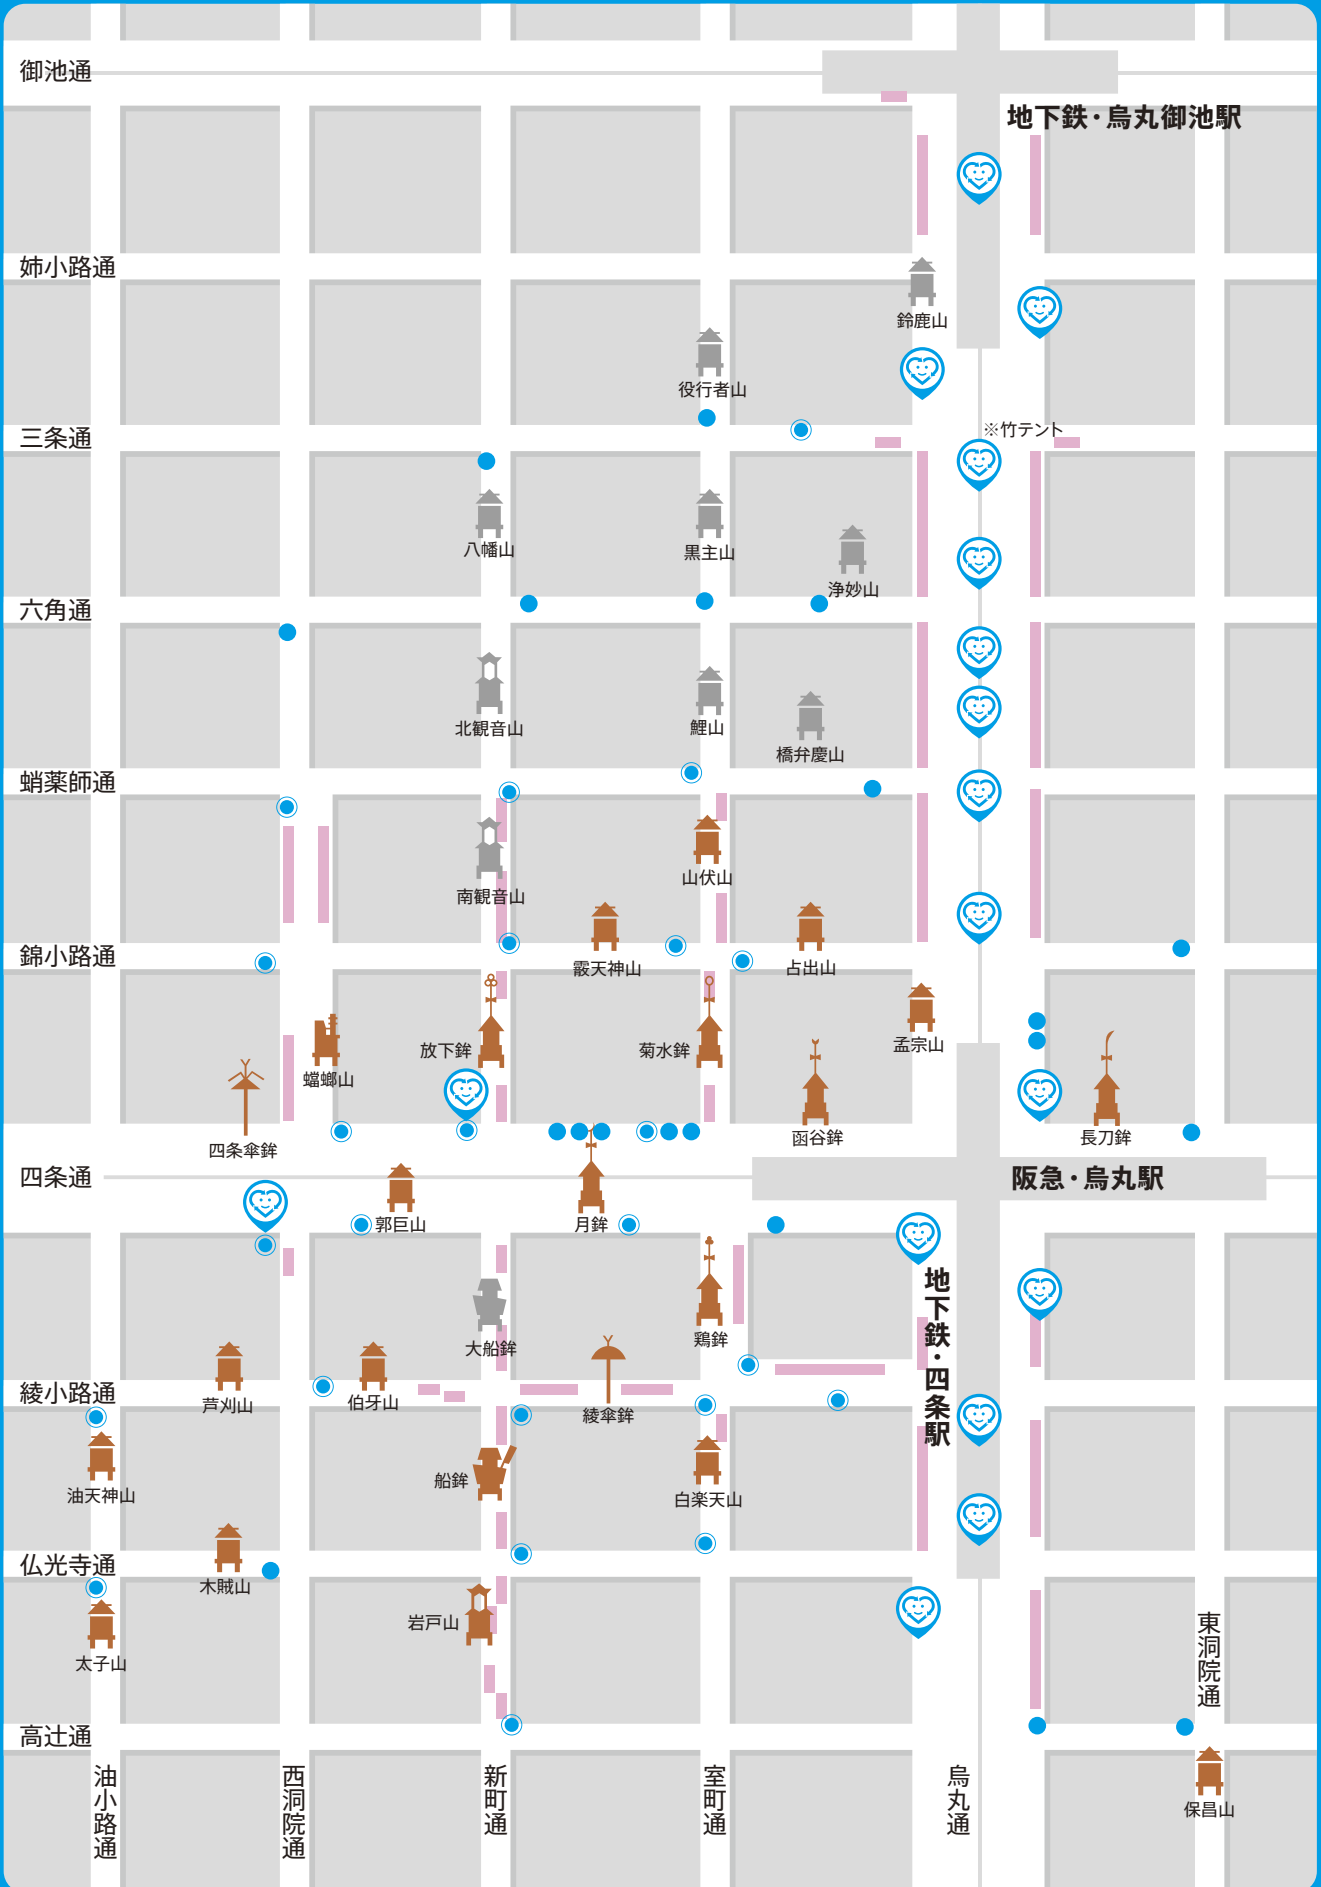 御池通
地下鉄・烏丸御池駅
姉小路通
鈴鹿山
役行者山
三条通
※竹テント
八幡山
黒主山
浄妙山
六角通
北観音山
鯉山
橋弁慶山
蛸薬師通
南観音山
山伏山
錦小路通
霰天神山
占出山
放下鉾
菊水鉾
孟宗山
蟷螂山
四条傘鉾
函谷鉾
長刀鉾
四条通
阪急・烏丸駅
郭巨山
月鉾
地下鉄・四条駅
大船鉾
鶏鉾
綾小路通
芦刈山
伯牙山
綾傘鉾
油天神山
船鉾
白楽天山
仏光寺通
木賊山
岩戸山
太子山
東洞院通
高辻通
油小路通
西洞院通
新町通
室町通
烏丸通
保昌山